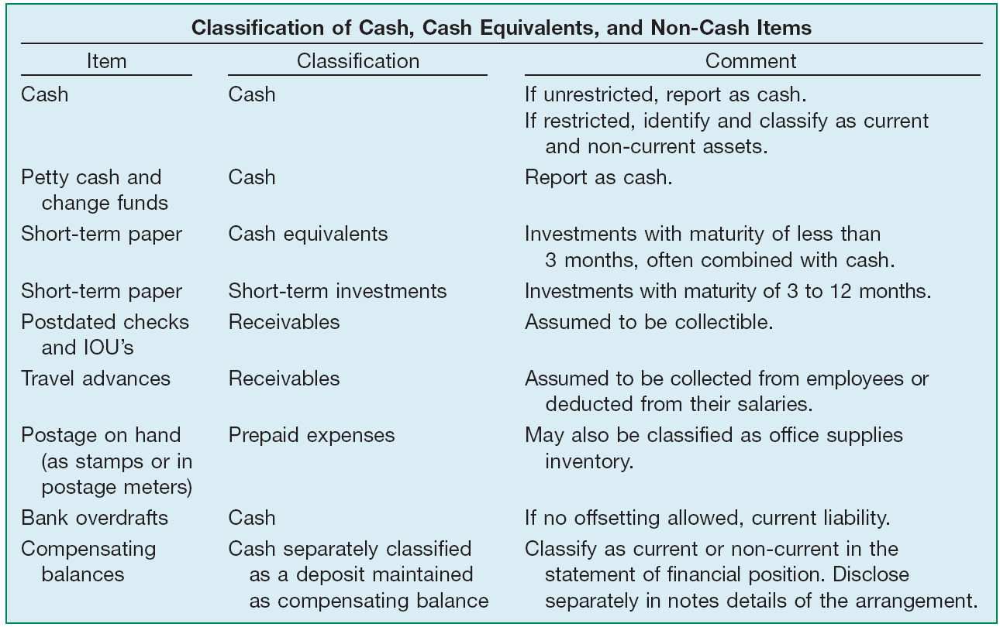 Classification of Cash, Cash Equivalents, and Non-Cash Items
Item Classification Comment
Cash Cash If unrestricted, report as cash.
If restricted, identify and classify as current
and non-current assets.
Petty cash and Cash Report as cash.
change funds
Short-term paper Cash equivalents Investments with maturity of less than
3 months, often combined with cash.
Short-term paper Short-term investments Investments with maturity of 3 to 12 months.
Postdated checks Receivables Assumed to be collectible.
and IOU’s
Travel advances Receivables Assumed to be collected from employees or
deducted from their salaries.
Postage on hand Prepaid expenses May also be classified as office supplies
(as stamps or in inventory.
postage meters)
Bank overdrafts Cash If no offsetting allowed, current liability.
Compensating Cash separately classified Classify as current or non-current in the
balances as a deposit maintained statement of financial position. Disclose
as compensating balance separately in notes details of the arrangement.